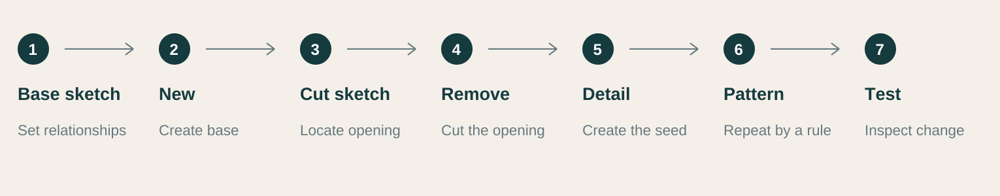 1 2 3 4 5 6 7
Base sketch New Cut sketch Remove Detail Pattern Test
Set relationships Create base Locate opening Cut the opening Create the seed Repeat by a rule Inspect change